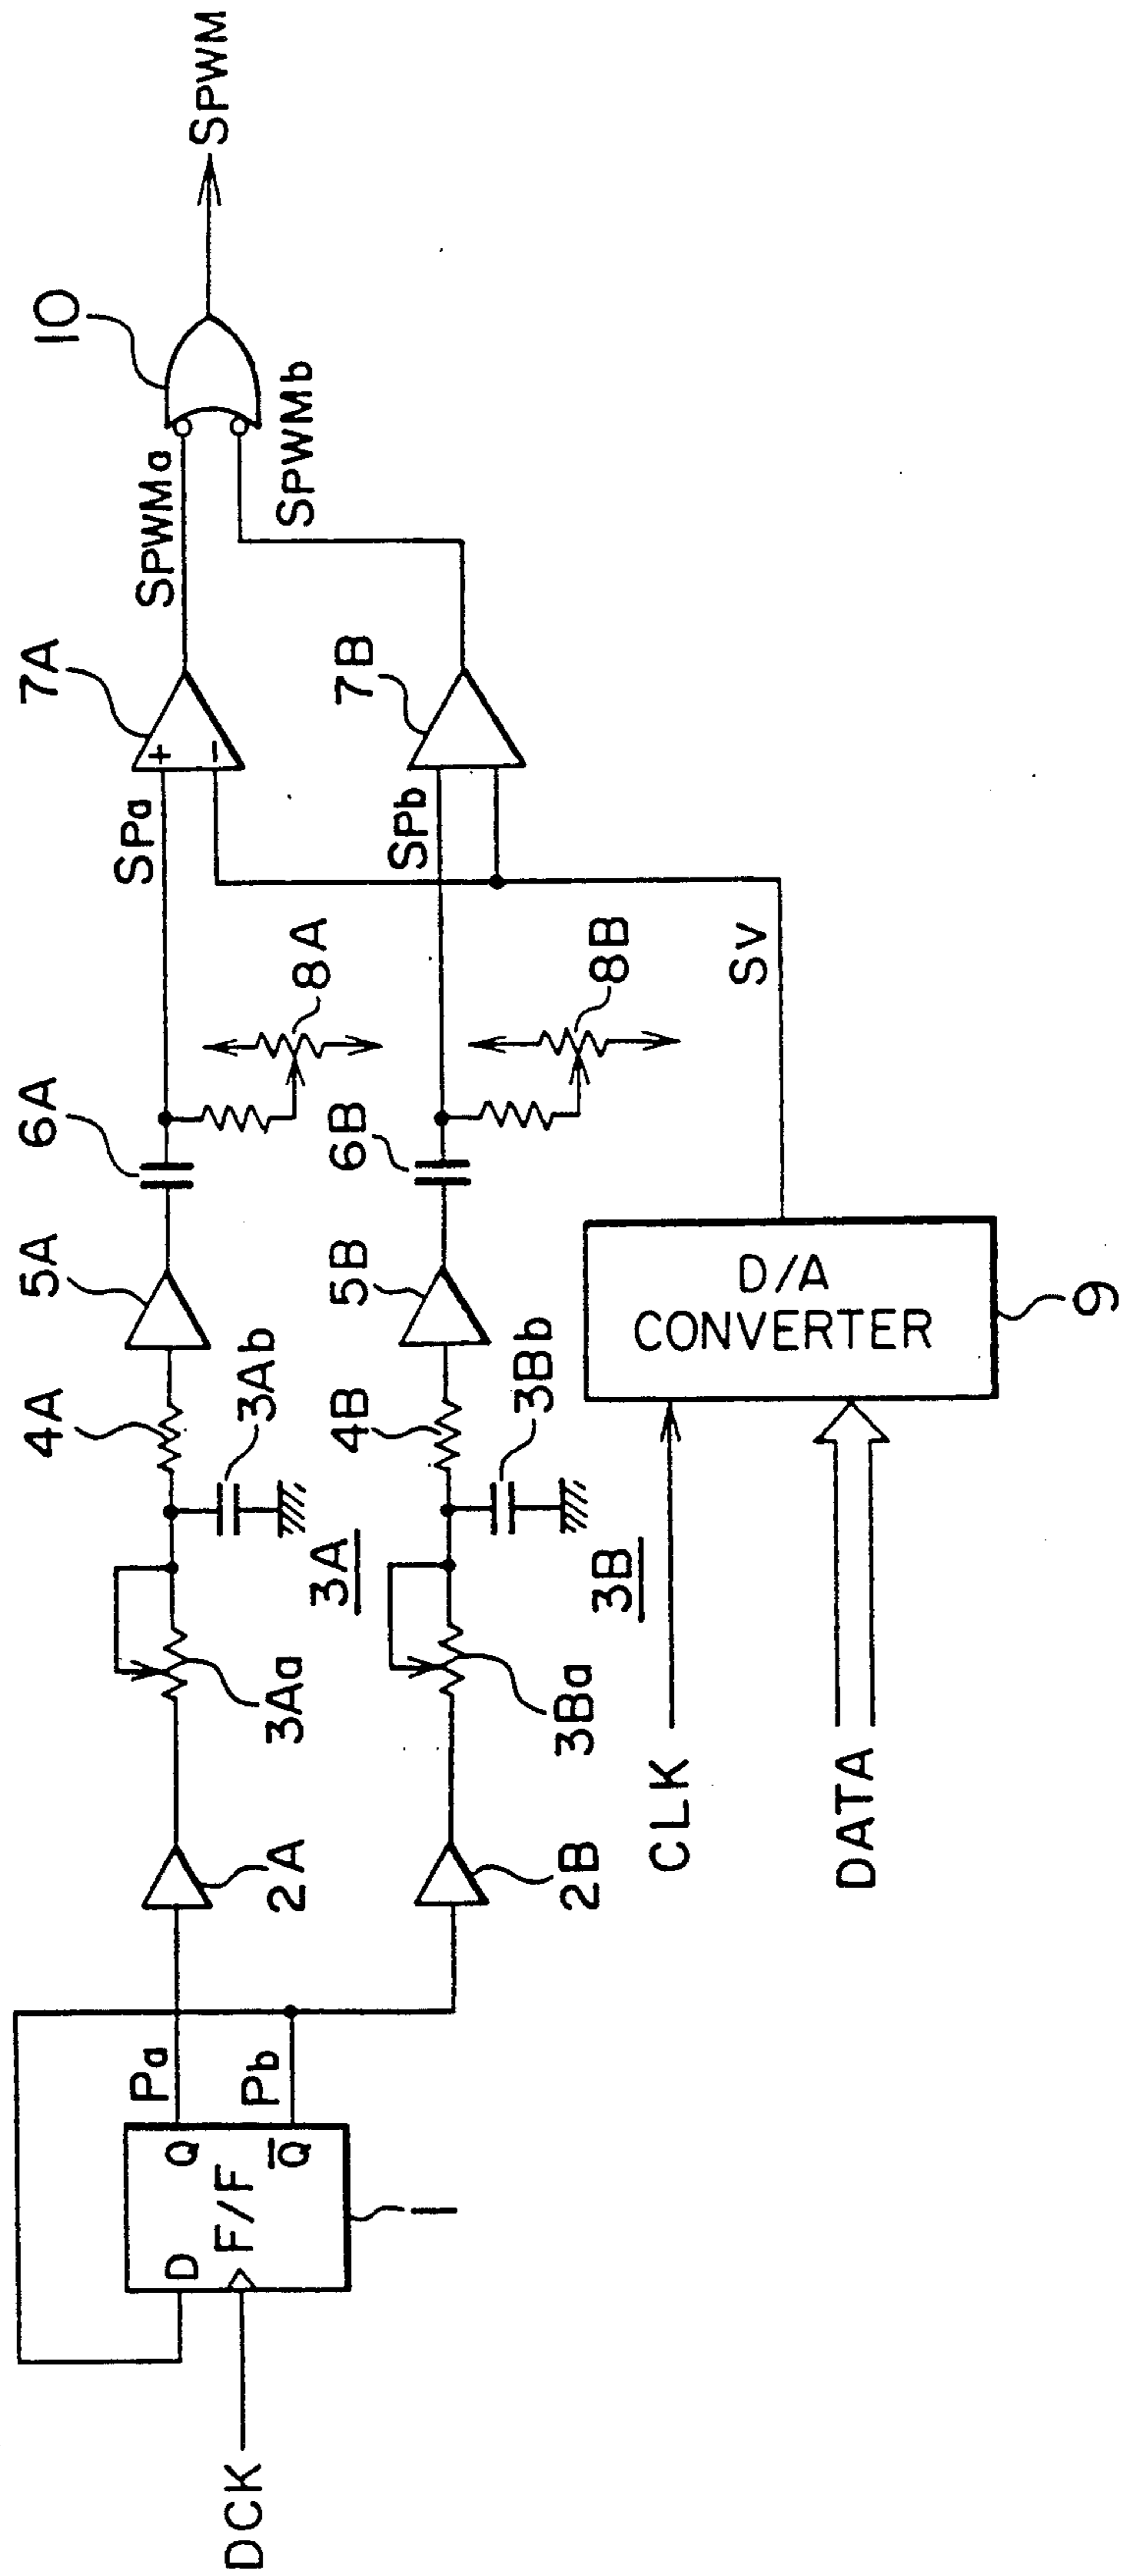 DCK
D
Q
F/F
Q̅
1
Pa
Pb
2A
2B
3Aa
3Ba
3A
3B
3Ab
3Bb
4A
4B
5A
5B
6A
6B
8A
8B
SPa
SPb
7A
+
−
7B
SPWMa
SPWMb
10
SPWM
CLK
DATA
D/A
CONVERTER
9
SV